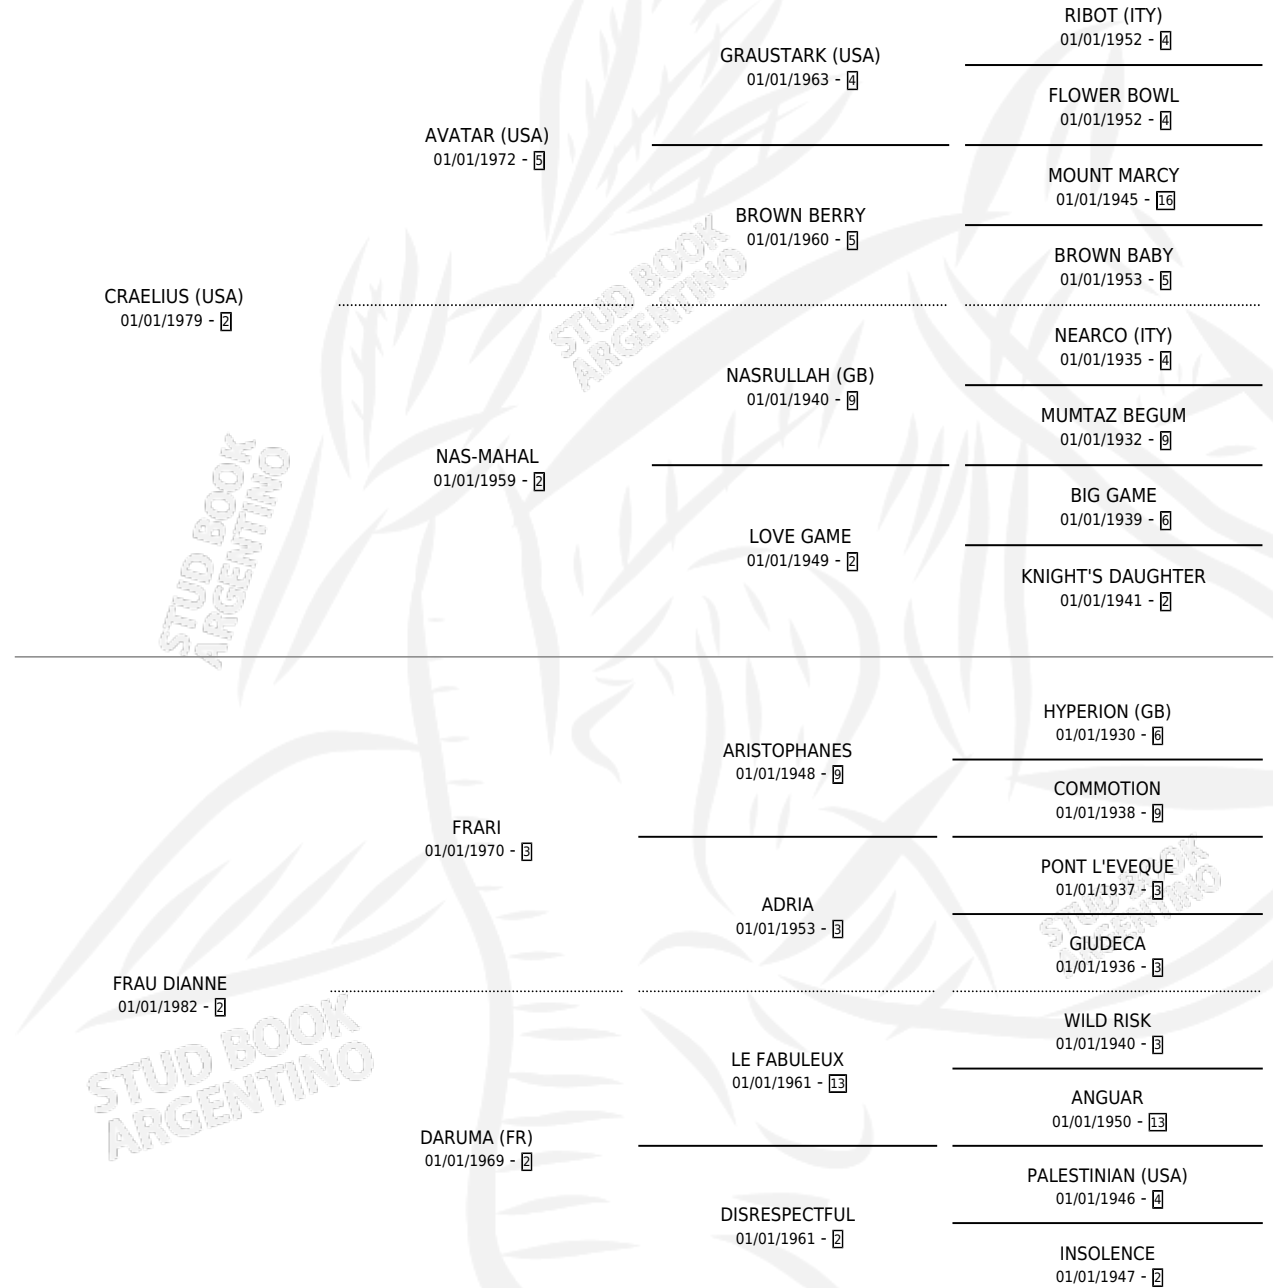 RIBOT (ITY)
01/01/1952 - 4
GRAUSTARK (USA)
01/01/1963 - 4
FLOWER BOWL
01/01/1952 - 4
AVATAR (USA)
01/01/1972 - 5
MOUNT MARCY
01/01/1945 - 16
BROWN BERRY
01/01/1960 - 5
BROWN BABY
01/01/1953 - 5
CRAELIUS (USA)
01/01/1979 - 2
STUD BOOK
ARGENTINO
NEARCO (ITY)
01/01/1935 - 4
NASRULLAH (GB)
01/01/1940 - 9
MUMTAZ BEGUM
01/01/1932 - 9
NAS-MAHAL
01/01/1959 - 2
BIG GAME
01/01/1939 - 6
LOVE GAME
01/01/1949 - 2
KNIGHT'S DAUGHTER
01/01/1941 - 2
STUD BOOK
ARGENTINO
HYPERION (GB)
01/01/1930 - 6
ARISTOPHANES
01/01/1948 - 9
COMMOTION
01/01/1938 - 9
FRARI
01/01/1970 - 3
PONT L'EVEQUE
01/01/1937 - 3
ADRIA
01/01/1953 - 3
GIUDECA
01/01/1936 - 3
STUD BOOK
ARGENTINO
FRAU DIANNE
01/01/1982 - 2
WILD RISK
01/01/1940 - 3
LE FABULEUX
01/01/1961 - 13
ANGUAR
01/01/1950 - 13
STUD BOOK
ARGENTINO
DARUMA (FR)
01/01/1969 - 2
PALESTINIAN (USA)
01/01/1946 - 4
DISRESPECTFUL
01/01/1961 - 2
INSOLENCE
01/01/1947 - 2